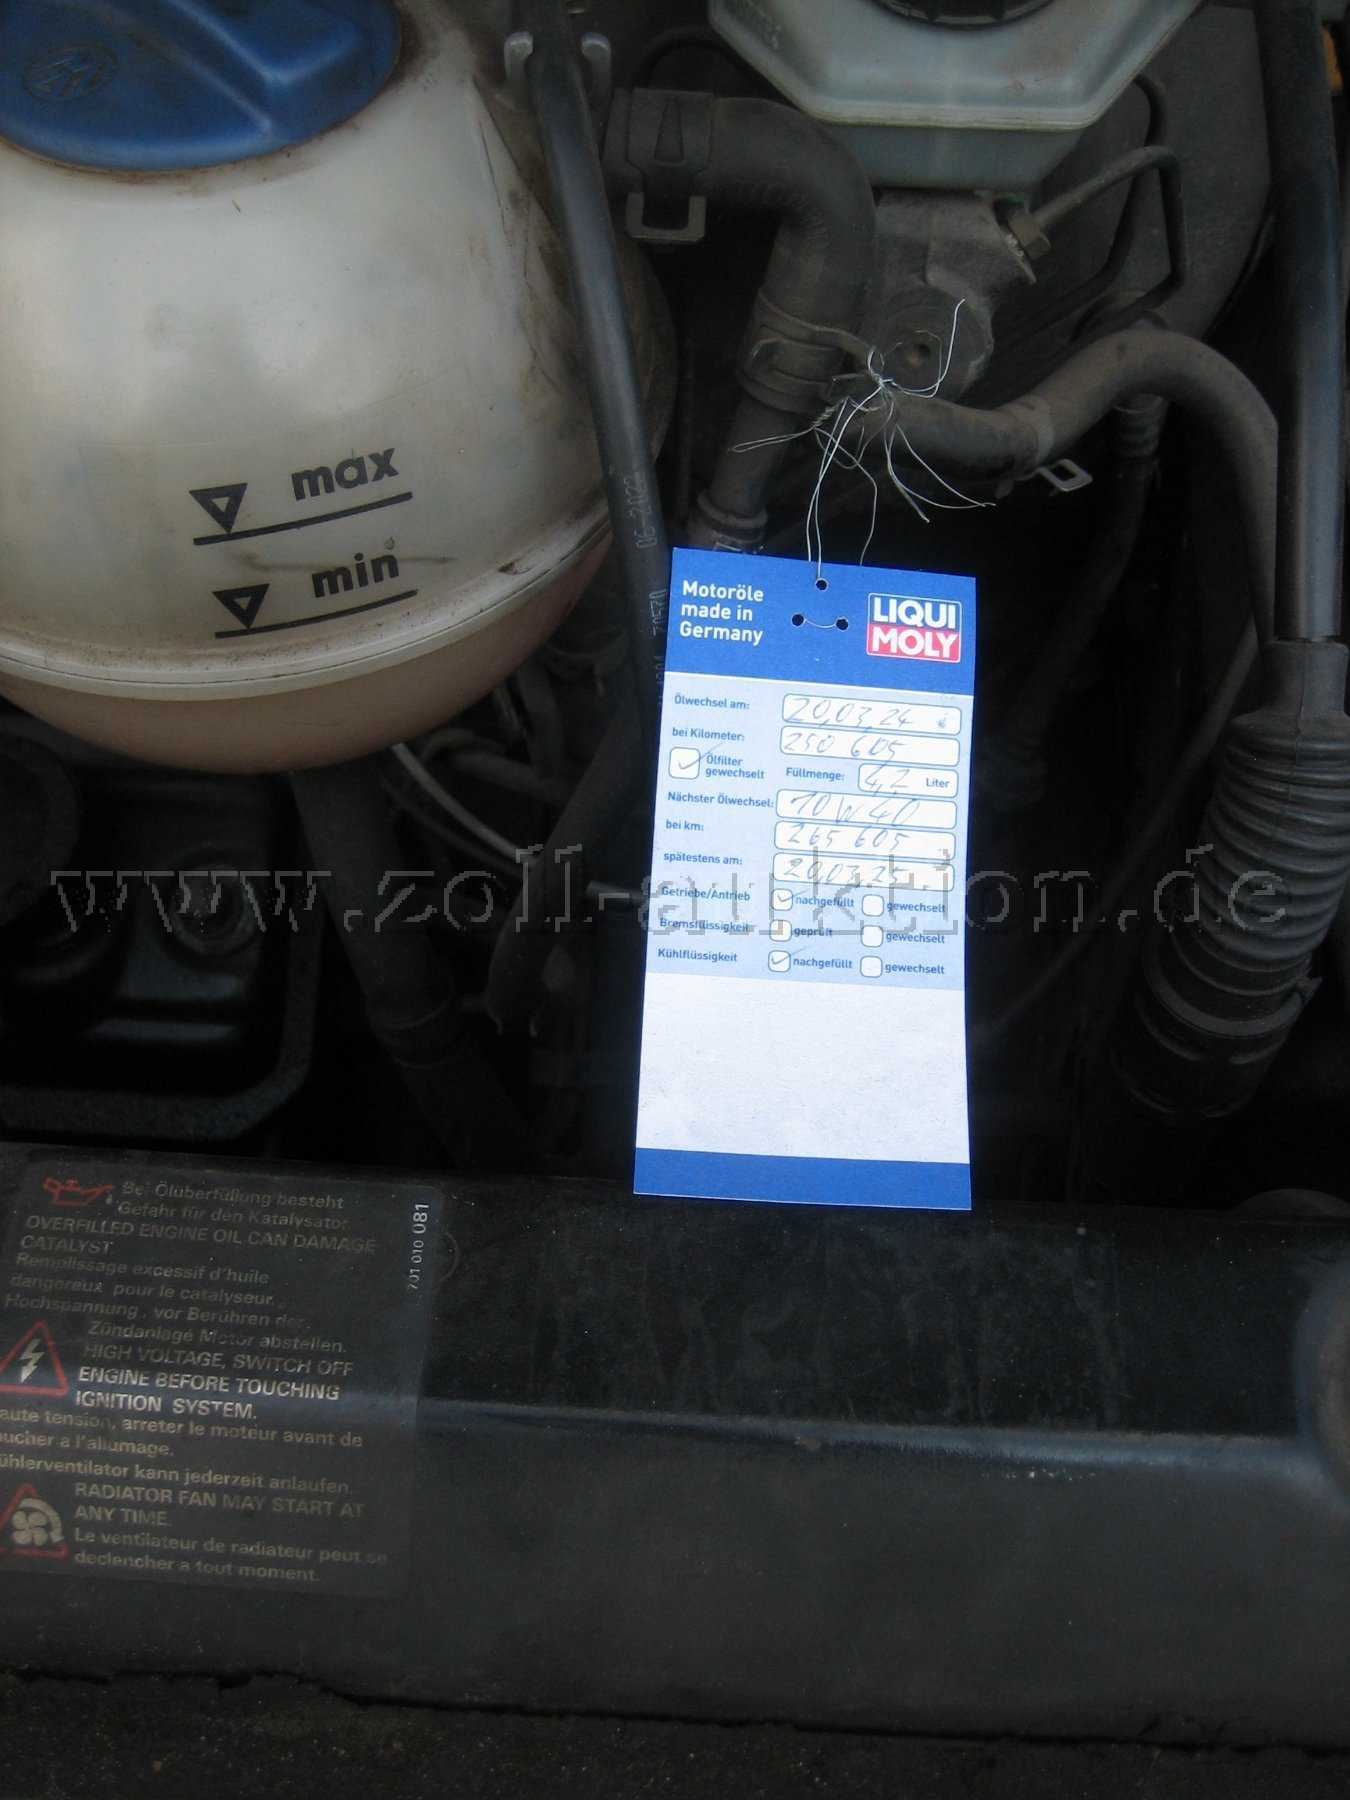 max
min
06-2022
Motoröle
made in
Germany
LIQUI
MOLY
Ölwechsel am: 20.03.24
bei Kilometer: 250 605
Ölfilter
gewechselt
Füllmenge: 4,2 Liter
Nächster Ölwechsel: 10W40
bei km: 265 605
spätestens am: 20.03.25
Getriebe/Antrieb nachgefüllt gewechselt
Bremsflüssigkeit geprüft gewechselt
Kühlflüssigkeit nachgefüllt gewechselt
www.zoll-auktion.de
Bei Ölüberfüllung besteht
Gefahr für den Katalysator.
OVERFILLED ENGINE OIL CAN DAMAGE
CATALYST.
Remplissage excessif d'huile
dangereux pour le catalyseur.
701 010 081
Hochspannung, vor Berühren der
Zündanlage Motor abstellen.
HIGH VOLTAGE, SWITCH OFF
ENGINE BEFORE TOUCHING
IGNITION SYSTEM.
aute tension, arreter le moteur avant de
oucher a l'allumage.
ühlerventilator kann jederzeit anlaufen.
RADIATOR FAN MAY START AT
ANY TIME.
Le ventilateur de radiateur peut se
declencher a tout moment.